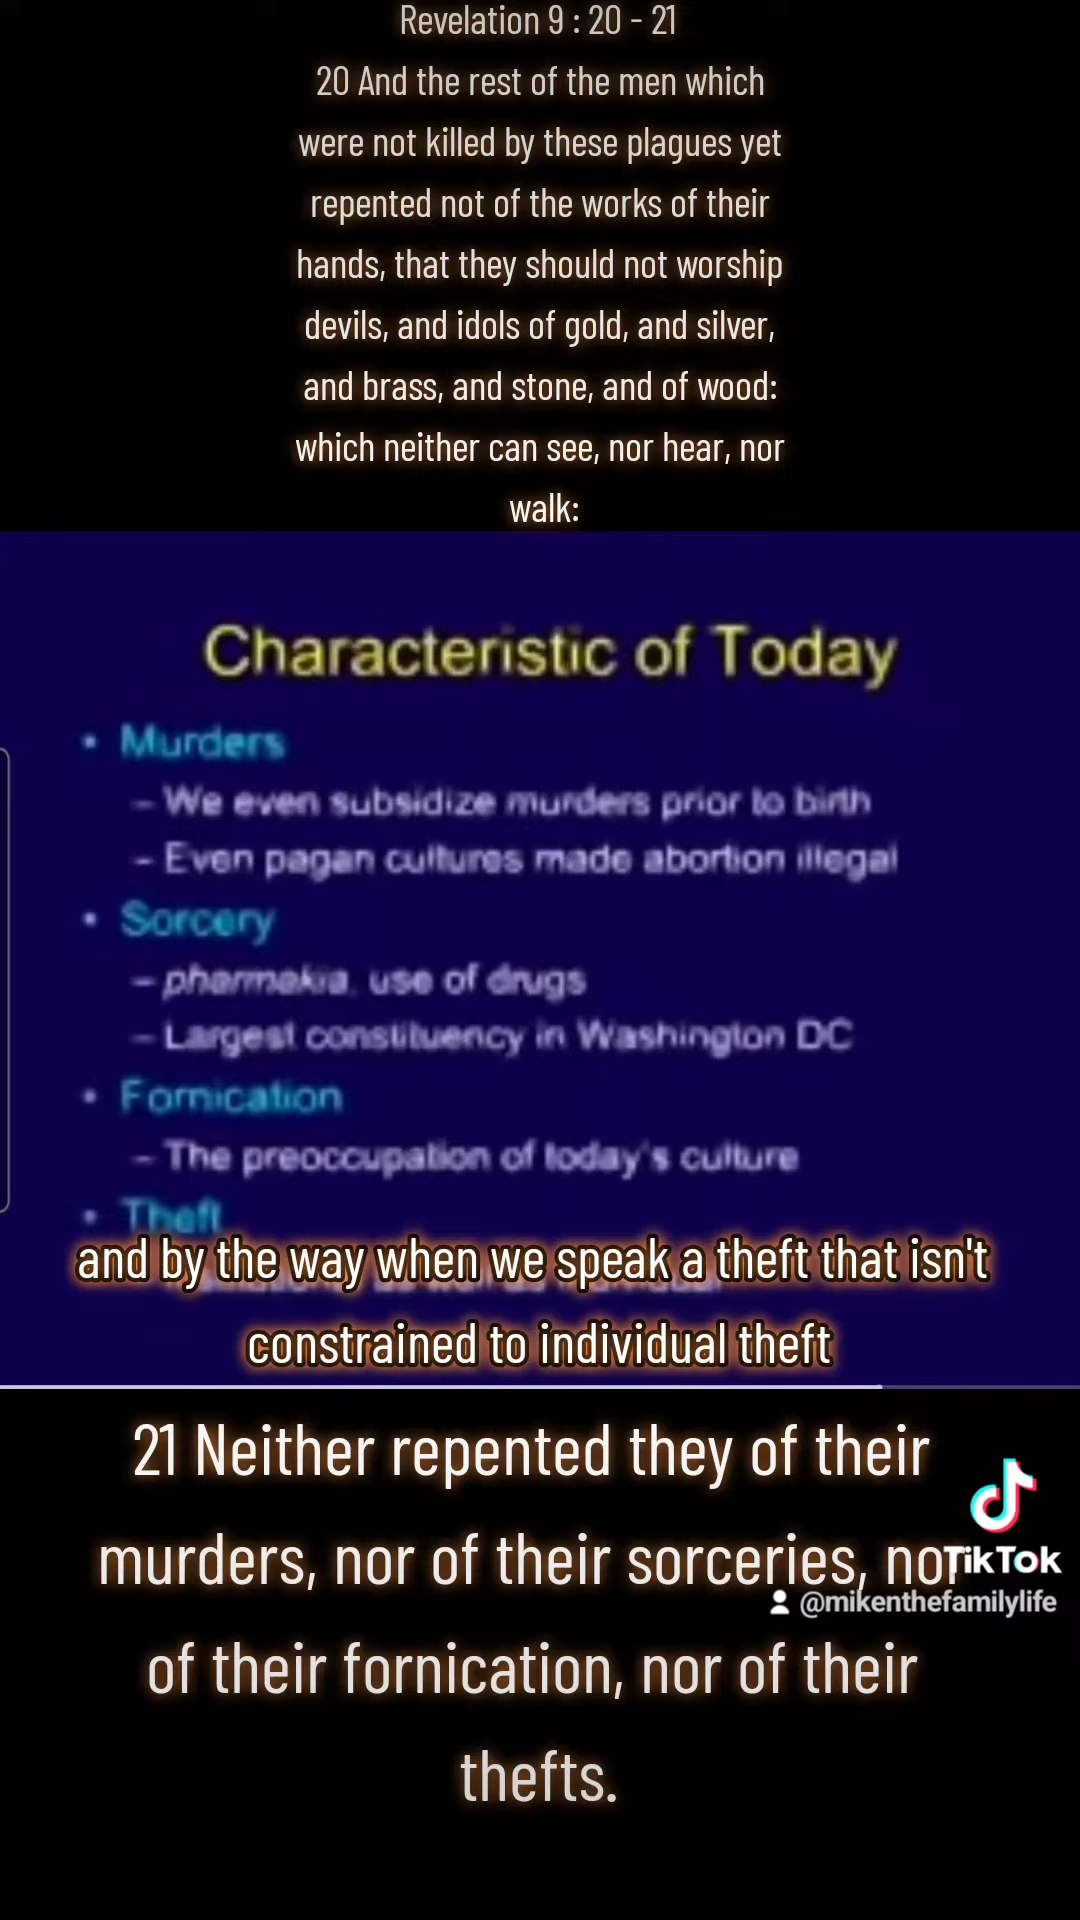 Revelation 9 : 20 - 21
20 And the rest of the men which
were not killed by these plagues yet
repented not of the works of their
hands, that they should not worship
devils, and idols of gold, and silver,
and brass, and stone, and of wood:
which neither can see, nor hear, nor
walk:
Characteristic of Today
• Murders
– We even subsidize murders prior to birth
– Even pagan cultures made abortion illegal
• Sorcery
– pharmakia, use of drugs
– Largest constituency in Washington DC
• Fornication
– The preoccupation of today's culture
• Theft
and by the way when we speak a theft that isn't
constrained to individual theft
21 Neither repented they of their
murders, nor of their sorceries, nor
of their fornication, nor of their
thefts.
TikTok
@mikenthefamilylife